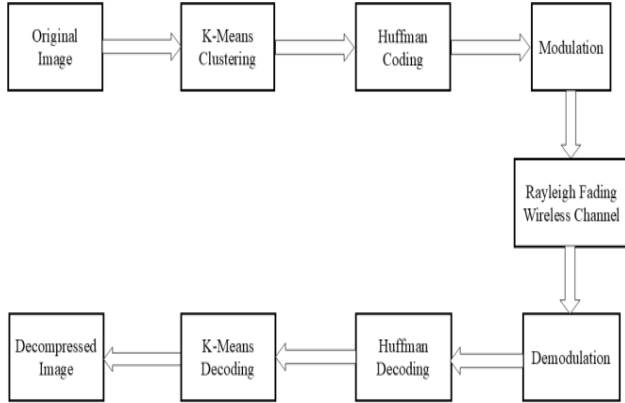 Original
Image
K-Means
Clustering
Huffman
Coding
Modulation
Rayleigh Fading
Wireless Channel
Demodulation
Huffman
Decoding
K-Means
Decoding
Decompressed
Image